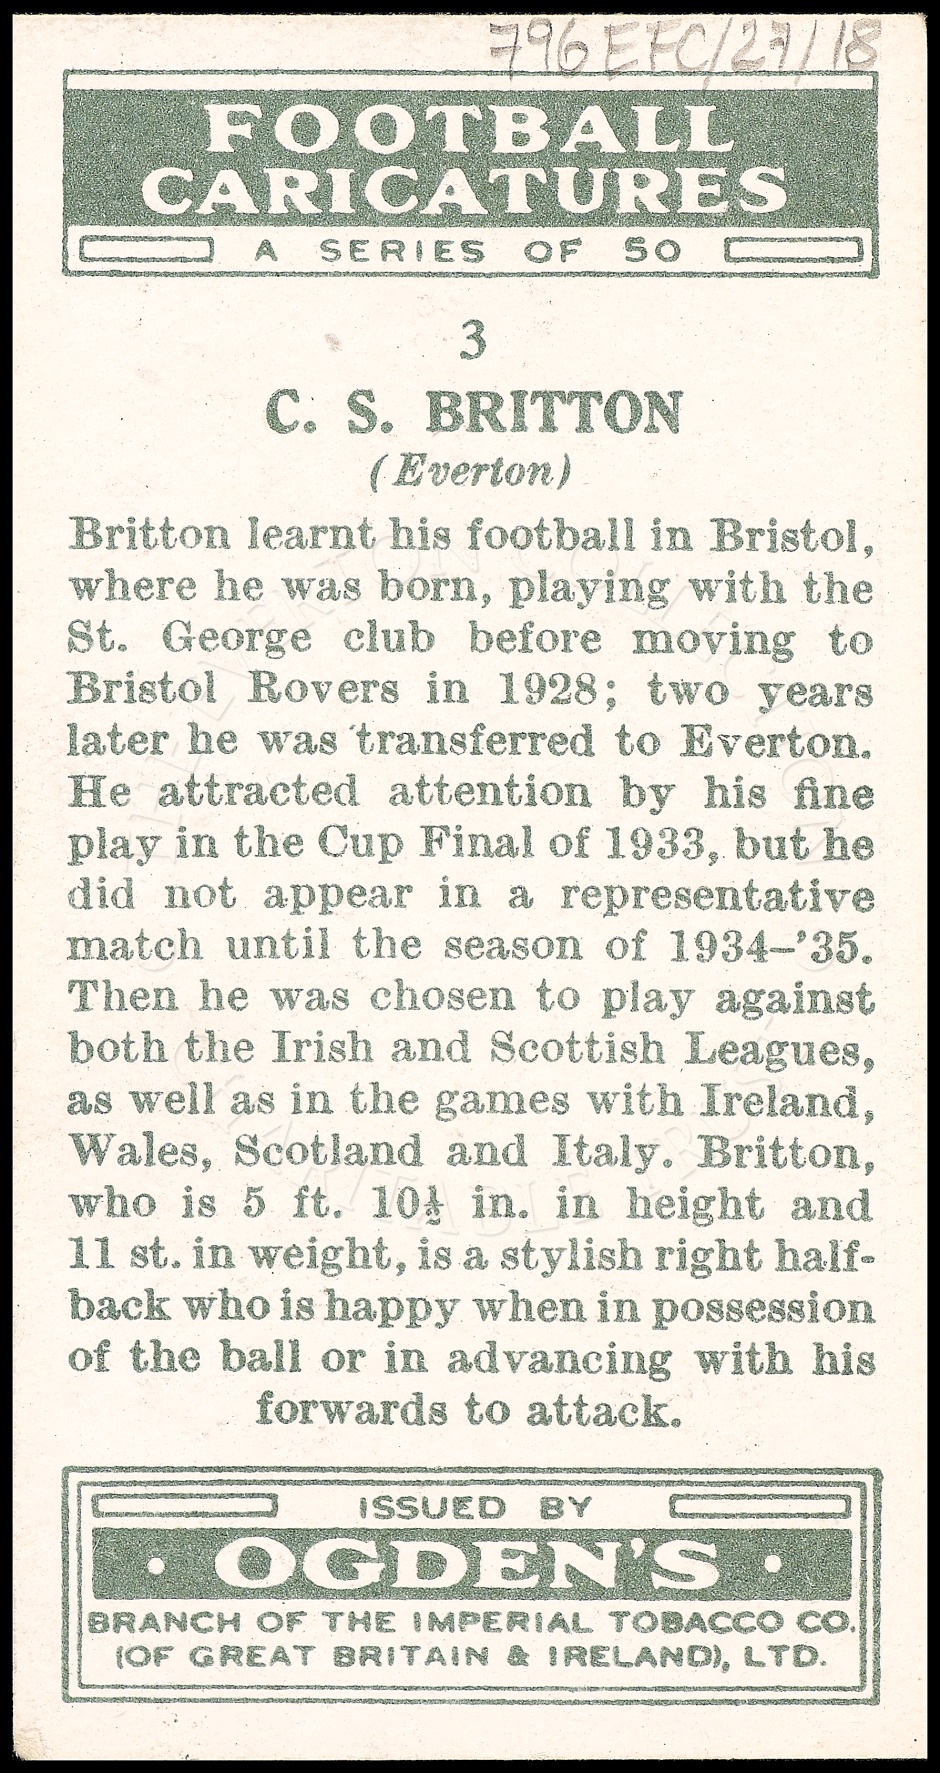 796 EFC/27/18
FOOTBALL
CARICATURES
A SERIES OF 50
3
C. S. BRITTON
(Everton)
Britton learnt his football in Bristol,
where he was born, playing with the
St. George club before moving to
Bristol Rovers in 1928; two years
later he was transferred to Everton.
He attracted attention by his fine
play in the Cup Final of 1933, but he
did not appear in a representative
match until the season of 1934–'35.
Then he was chosen to play against
both the Irish and Scottish Leagues,
as well as in the games with Ireland,
Wales, Scotland and Italy. Britton,
who is 5 ft. 10½ in. in height and
11 st. in weight, is a stylish right half-
back who is happy when in possession
of the ball or in advancing with his
forwards to attack.
ISSUED BY
· OGDEN'S ·
BRANCH OF THE IMPERIAL TOBACCO CO.
(OF GREAT BRITAIN & IRELAND), LTD.